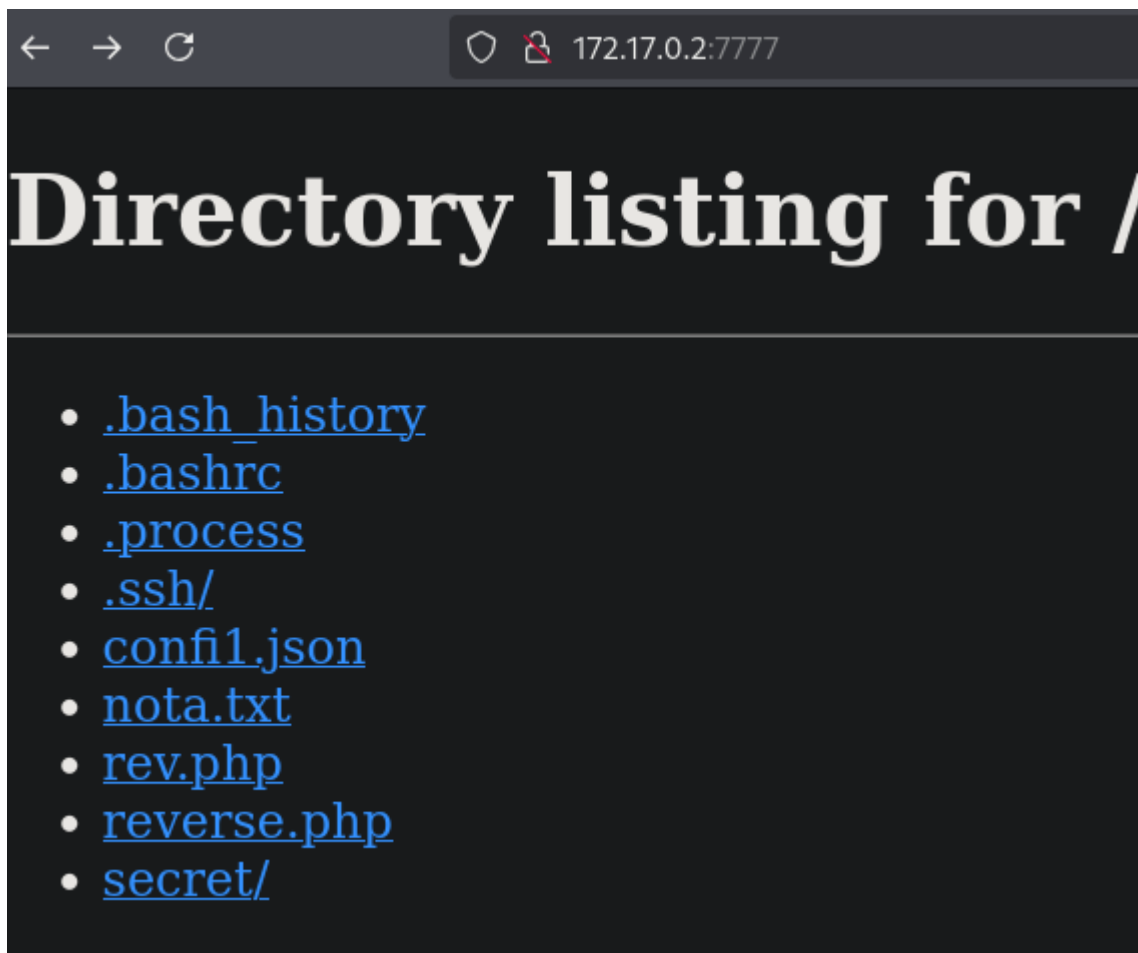 172.17.0.2:7777
Directory listing for /
.bash_history
.bashrc
.process
.ssh/
confi1.json
nota.txt
rev.php
reverse.php
secret/